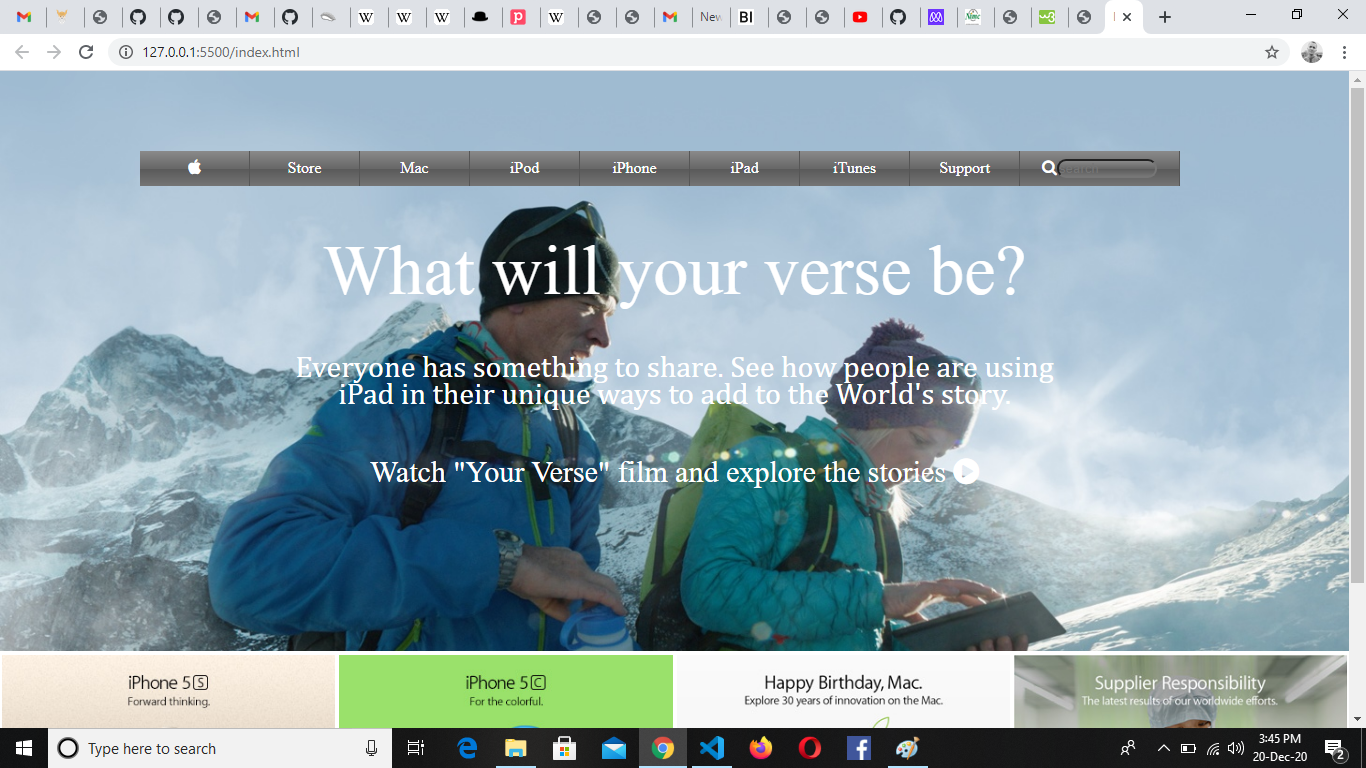 New
BI
127.0.0.1:5500/index.html
Store Mac iPod iPhone iPad iTunes Support
What will your verse be?
Everyone has something to share. See how people are using
iPad in their unique ways to add to the World's story.
Watch "Your Verse" film and explore the stories
iPhone 5S
Forward thinking.
iPhone 5C
For the colorful.
Happy Birthday, Mac.
Explore 30 years of innovation on the Mac.
Supplier Responsibility
The latest results of our worldwide efforts.
Type here to search
3:45 PM
20-Dec-20
2